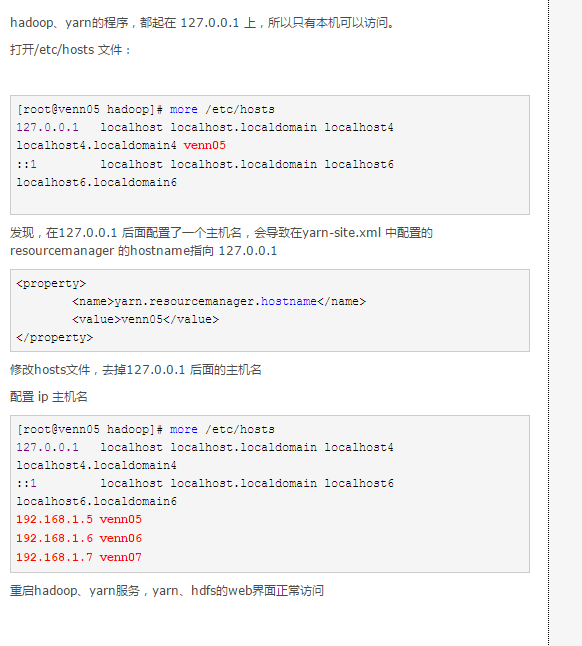 hadoop、yarn的程序，都起在 127.0.0.1 上，所以只有本机可以访问。
打开/etc/hosts 文件：
[root@venn05 hadoop]# more /etc/hosts
127.0.0.1   localhost localhost.localdomain localhost4
localhost4.localdomain4 venn05
::1         localhost localhost.localdomain localhost6
localhost6.localdomain6
发现，在127.0.0.1 后面配置了一个主机名，会导致在yarn-site.xml 中配置的
resourcemanager 的hostname指向 127.0.0.1
<property>
        <name>yarn.resourcemanager.hostname</name>
        <value>venn05</value>
</property>
修改hosts文件，去掉127.0.0.1 后面的主机名
配置 ip 主机名
[root@venn05 hadoop]# more /etc/hosts
127.0.0.1   localhost localhost.localdomain localhost4
localhost4.localdomain4
::1         localhost localhost.localdomain localhost6
localhost6.localdomain6
192.168.1.5 venn05
192.168.1.6 venn06
192.168.1.7 venn07
重启hadoop、yarn服务，yarn、hdfs的web界面正常访问